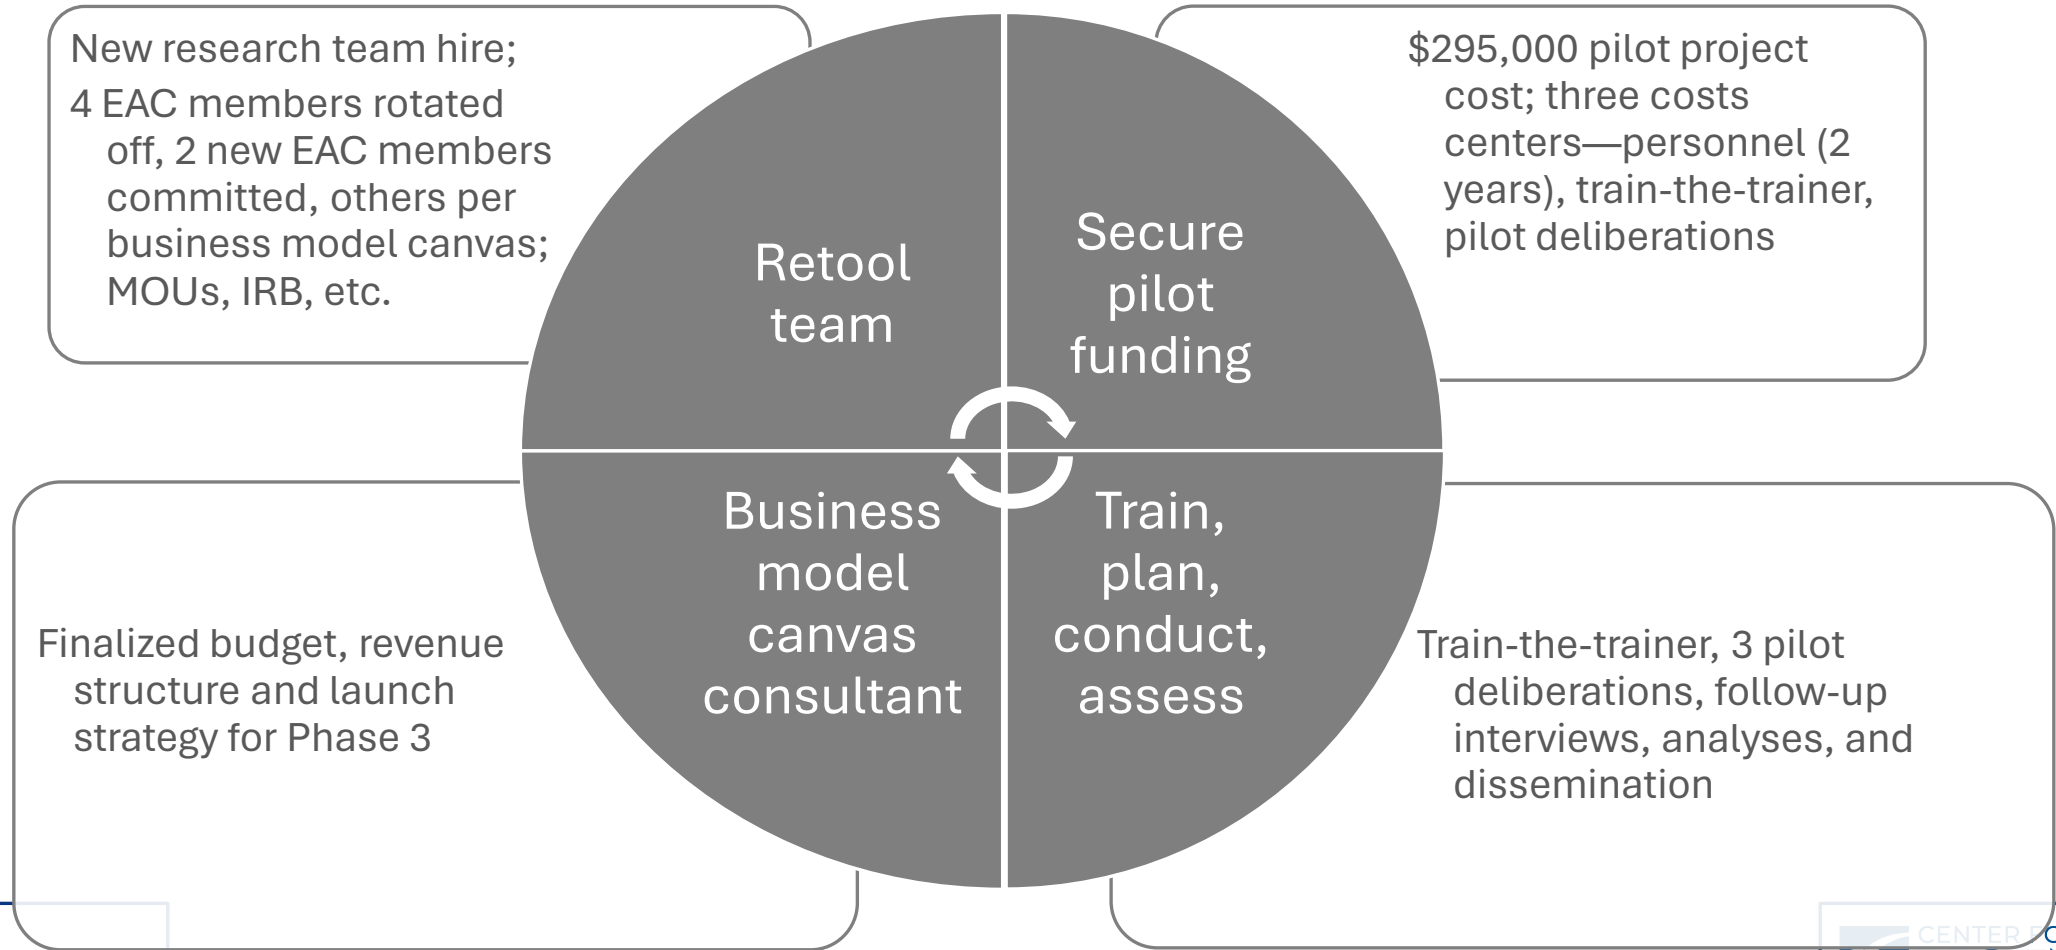 New research team hire;
4 EAC members rotated
off, 2 new EAC members
committed, others per
business model canvas;
MOUs, IRB, etc.
Retool
team
Secure
pilot
funding
$295,000 pilot project
cost; three costs
centers—personnel (2
years), train-the-trainer,
pilot deliberations
Finalized budget, revenue
structure and launch
strategy for Phase 3
Business
model
canvas
consultant
Train,
plan,
conduct,
assess
Train-the-trainer, 3 pilot
deliberations, follow-up
interviews, analyses, and
dissemination
CENTER